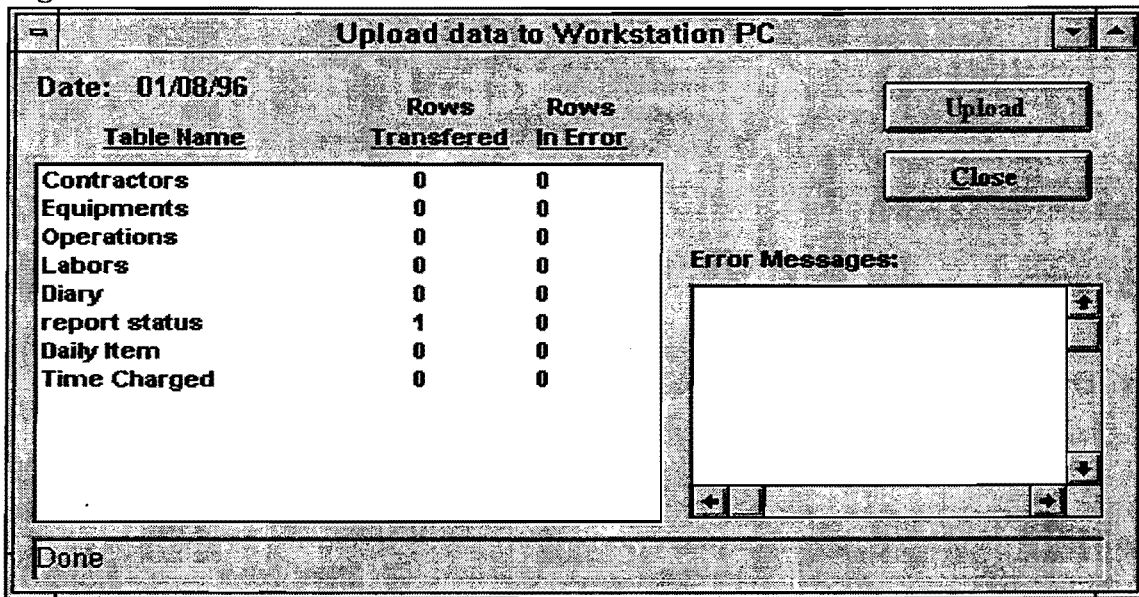 Upload data to Workstation PC
Date: 01/08/96
Rows Rows
Table Name Transfered In Error
Upload
Close
Contractors 0 0
Equipments 0 0
Operations 0 0
Labors 0 0
Diary 0 0
report status 1 0
Daily Item 0 0
Time Charged 0 0
Error Messages:
Done